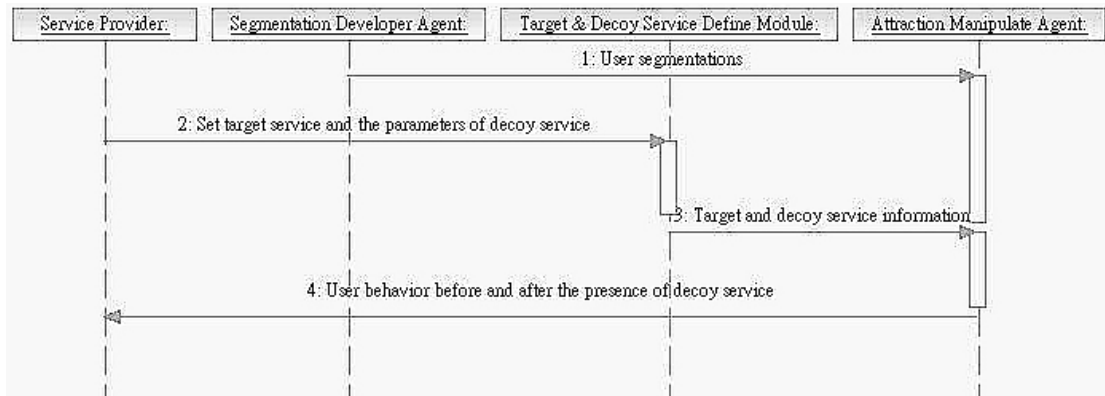 Service Provider:
Segmentation Developer Agent:
Target & Decoy Service Define Module:
Attraction Manipulate Agent:
1: User segmentations
2: Set target service and the parameters of decoy service
3: Target and decoy service information
4: User behavior before and after the presence of decoy service